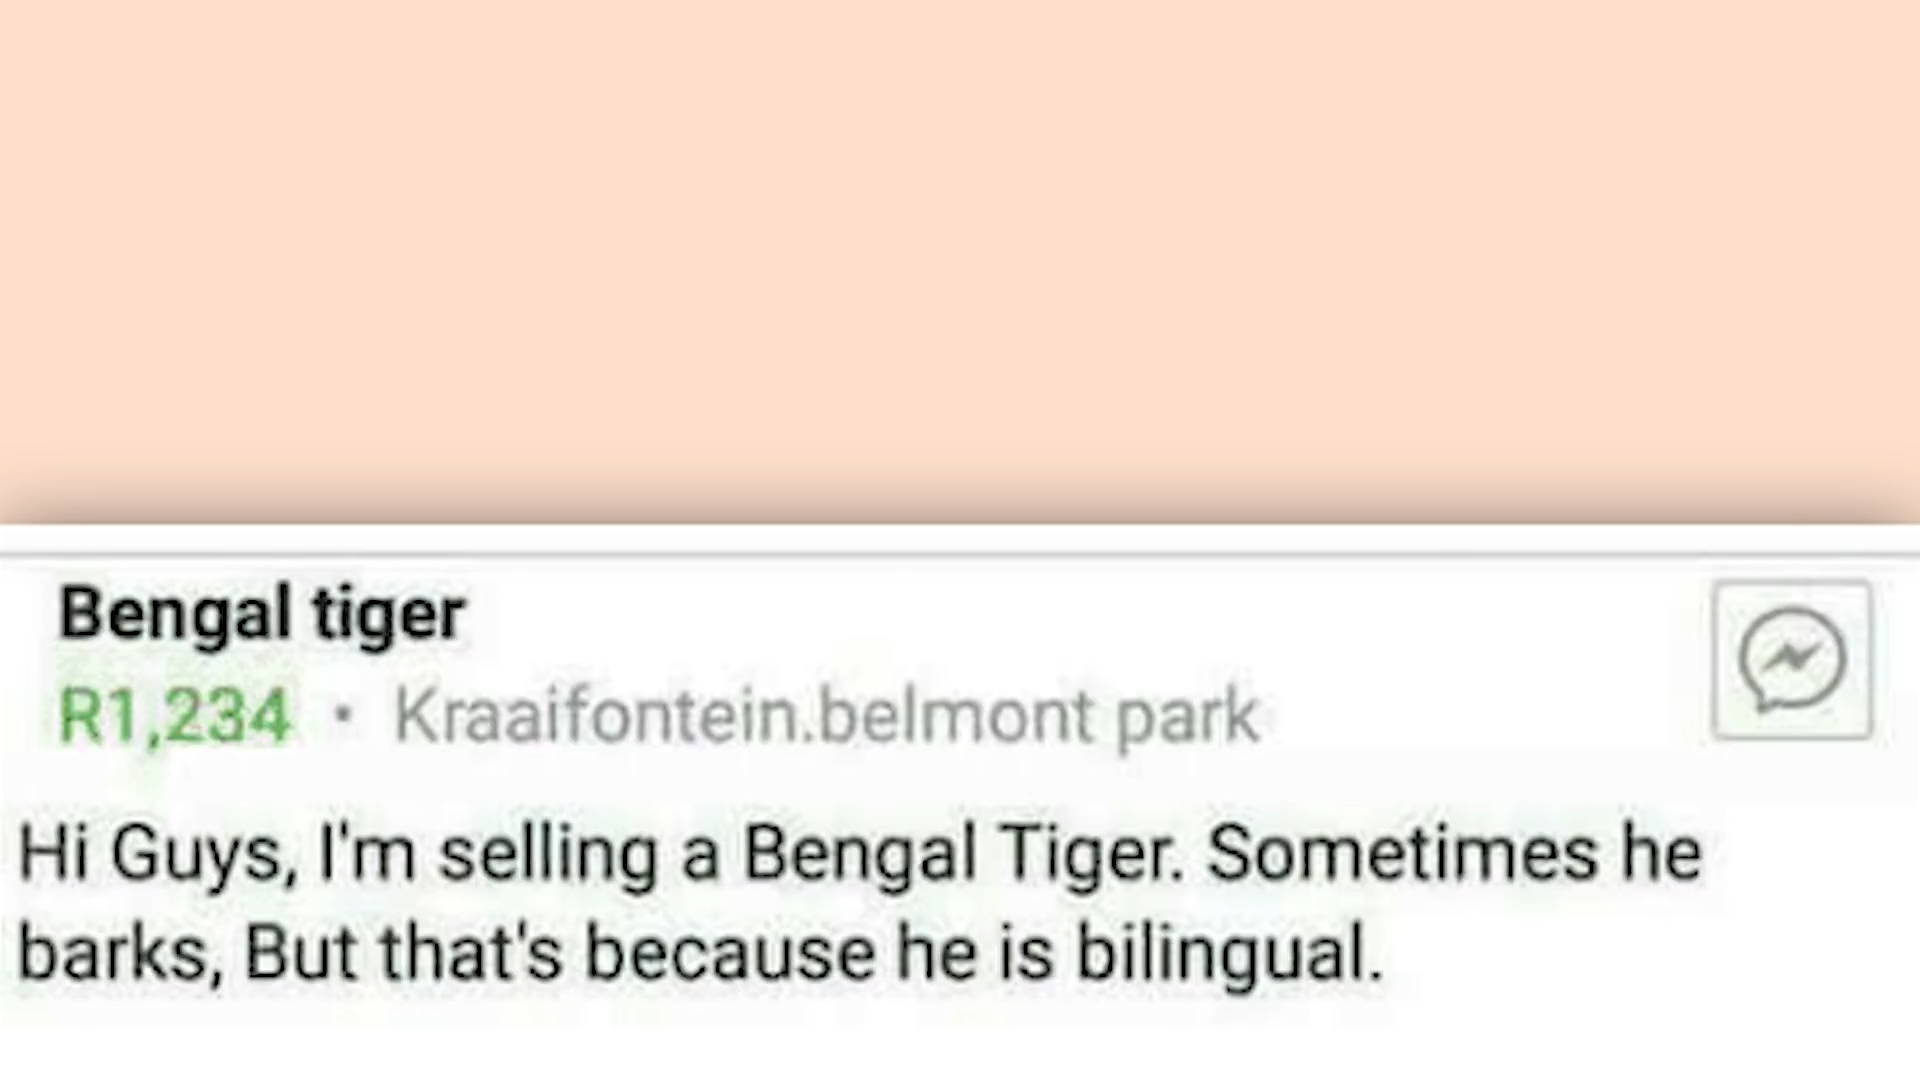 Bengal tiger
R1,234 · Kraaifontein.belmont park
Hi Guys, I'm selling a Bengal Tiger. Sometimes he
barks, But that's because he is bilingual.